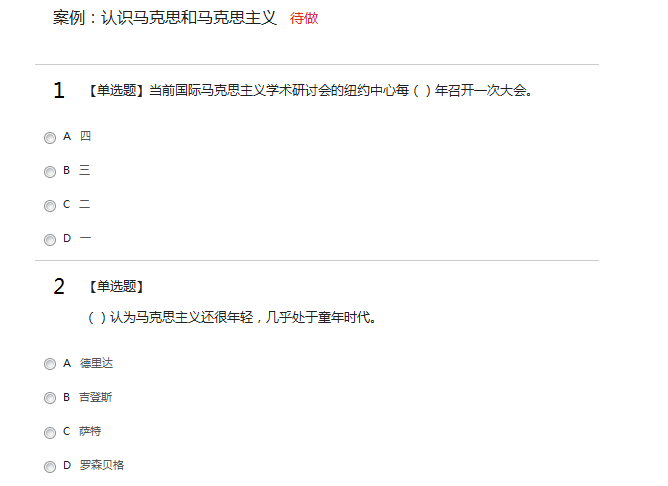 案例：认识马克思和马克思主义 待做
1 【单选题】当前国际马克思主义学术研讨会的纽约中心每（ ）年召开一次大会。
A 四
B 三
C 二
D 一
2 【单选题】
（ ）认为马克思主义还很年轻，几乎处于童年时代。
A 德里达
B 吉登斯
C 萨特
D 罗森贝格